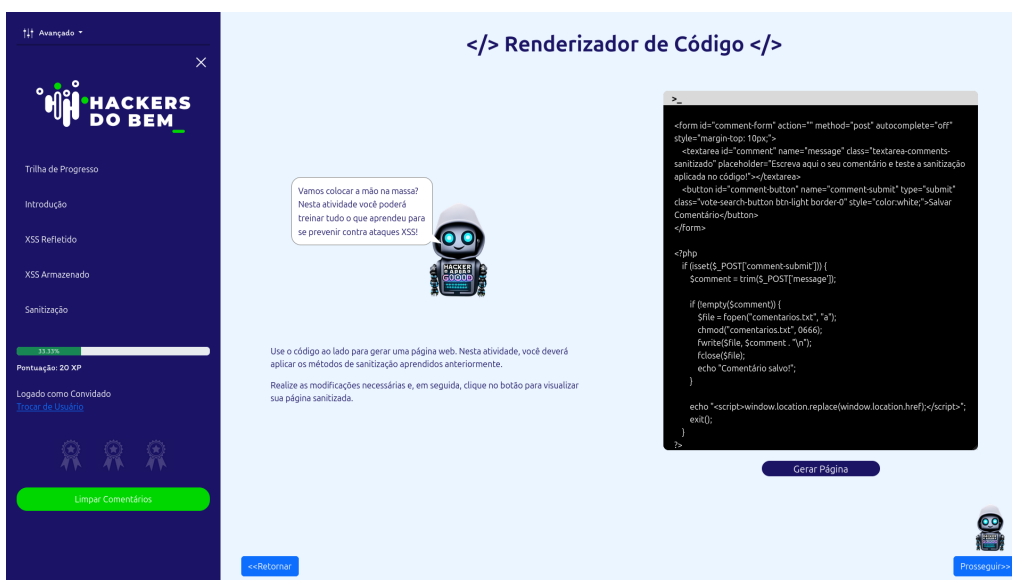 Avançado
HACKERS
DO BEM_
Trilha de Progresso
Introdução
XSS Refletido
XSS Armazenado
Sanitização
33.33%
Pontuação: 20 XP
Logado como Convidado
Trocar de Usuário
Limpar Comentários
</> Renderizador de Código </>
Vamos colocar a mão na massa?
Nesta atividade você poderá
treinar tudo o que aprendeu para
se prevenir contra ataques XSS!
HACKER
GOOOD
Use o código ao lado para gerar uma página web. Nesta atividade, você deverá
aplicar os métodos de sanitização aprendidos anteriormente.
Realize as modificações necessárias e, em seguida, clique no botão para visualizar
sua página sanitizada.
>_
<form id="comment-form" action="" method="post" autocomplete="off"
style="margin-top: 10px;">
<textarea id="comment" name="message" class="textarea-comments-
sanitizado" placeholder="Escreva aqui o seu comentário e teste a sanitização
aplicada no código!"></textarea>
<button id="comment-button" name="comment-submit" type="submit"
class="vote-search-button btn-light border-0" style="color:white;">Salvar
Comentário</button>
</form>
<?php
if (isset($_POST['comment-submit'])) {
$comment = trim($_POST['message']);
if (!empty($comment)) {
$file = fopen("comentarios.txt", "a");
chmod("comentarios.txt", 0666);
fwrite($file, $comment . "\n");
fclose($file);
echo "Comentário salvo!";
}
echo "<script>window.location.replace(window.location.href);</script>";
exit();
}
?>
Gerar Página
<<Retornar
Prosseguir>>